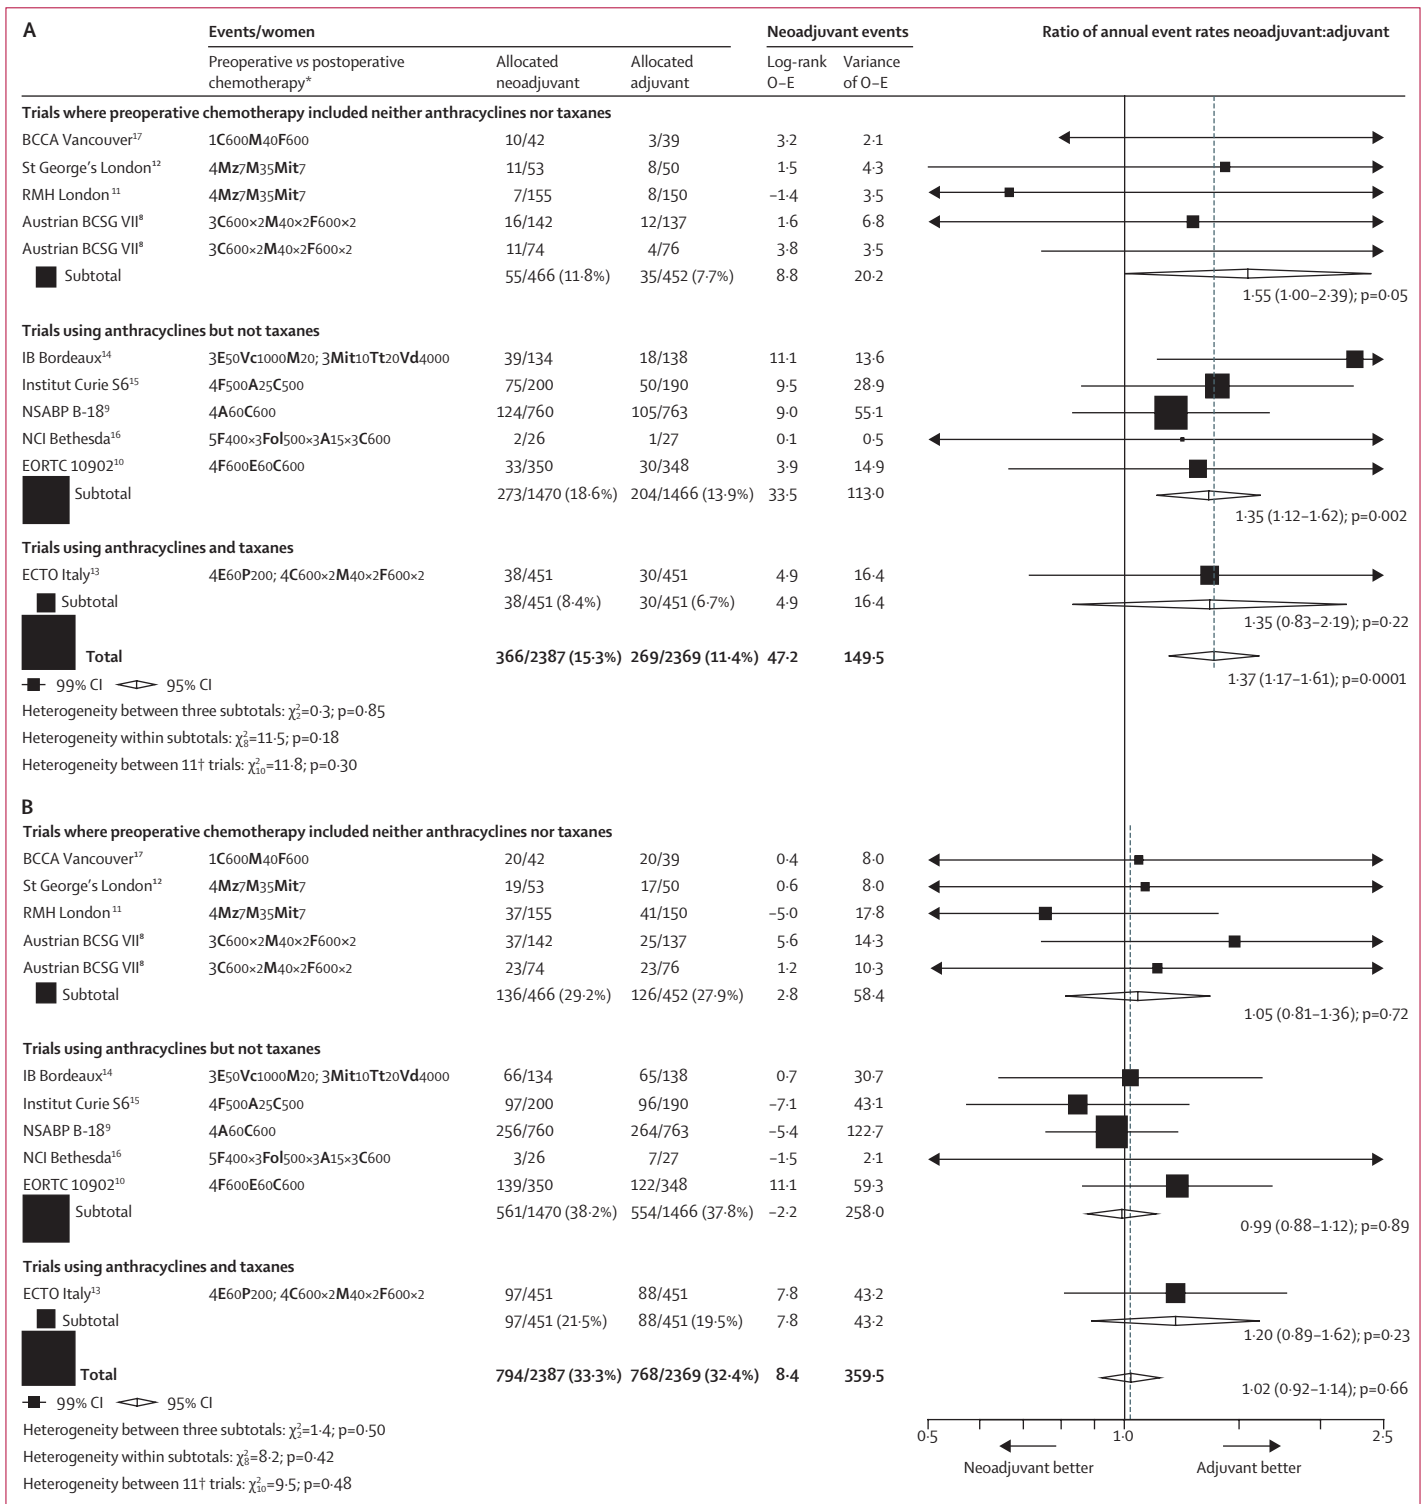 A
Events/women Neoadjuvant events Ratio of annual event rates neoadjuvant:adjuvant
Preoperative vs postoperative chemotherapy* Allocated neoadjuvant Allocated adjuvant Log-rank O–E Variance of O–E
Trials where preoperative chemotherapy included neither anthracyclines nor taxanes
BCCA Vancouver¹⁷ 1C600M40F600 10/42 3/39 3·2 2·1
St George's London¹² 4Mz7M35Mit7 11/53 8/50 1·5 4·3
RMH London¹¹ 4Mz7M35Mit7 7/155 8/150 –1·4 3·5
Austrian BCSG VII⁸ 3C600×2M40×2F600×2 16/142 12/137 1·6 6·8
Austrian BCSG VII⁸ 3C600×2M40×2F600×2 11/74 4/76 3·8 3·5
Subtotal 55/466 (11·8%) 35/452 (7·7%) 8·8 20·2
1·55 (1·00–2·39); p=0·05
Trials using anthracyclines but not taxanes
IB Bordeaux¹⁴ 3E50Vc1000M20; 3Mit10Tt20Vd4000 39/134 18/138 11·1 13·6
Institut Curie S6¹⁵ 4F500A25C500 75/200 50/190 9·5 28·9
NSABP B-18⁹ 4A60C600 124/760 105/763 9·0 55·1
NCI Bethesda¹⁶ 5F400×3Fol500×3A15×3C600 2/26 1/27 0·1 0·5
EORTC 10902¹⁰ 4F600E60C600 33/350 30/348 3·9 14·9
Subtotal 273/1470 (18·6%) 204/1466 (13·9%) 33·5 113·0
1·35 (1·12–1·62); p=0·002
Trials using anthracyclines and taxanes
ECTO Italy¹³ 4E60P200; 4C600×2M40×2F600×2 38/451 30/451 4·9 16·4
Subtotal 38/451 (8·4%) 30/451 (6·7%) 4·9 16·4
1·35 (0·83–2·19); p=0·22
Total 366/2387 (15·3%) 269/2369 (11·4%) 47·2 149·5
1·37 (1·17–1·61); p=0·0001
99% CI 95% CI
Heterogeneity between three subtotals: χ²₂=0·3; p=0·85
Heterogeneity within subtotals: χ²₈=11·5; p=0·18
Heterogeneity between 11† trials: χ²₁₀=11·8; p=0·30
B
Trials where preoperative chemotherapy included neither anthracyclines nor taxanes
BCCA Vancouver¹⁷ 1C600M40F600 20/42 20/39 0·4 8·0
St George's London¹² 4Mz7M35Mit7 19/53 17/50 0·6 8·0
RMH London¹¹ 4Mz7M35Mit7 37/155 41/150 –5·0 17·8
Austrian BCSG VII⁸ 3C600×2M40×2F600×2 37/142 25/137 5·6 14·3
Austrian BCSG VII⁸ 3C600×2M40×2F600×2 23/74 23/76 1·2 10·3
Subtotal 136/466 (29·2%) 126/452 (27·9%) 2·8 58·4
1·05 (0·81–1·36); p=0·72
Trials using anthracyclines but not taxanes
IB Bordeaux¹⁴ 3E50Vc1000M20; 3Mit10Tt20Vd4000 66/134 65/138 0·7 30·7
Institut Curie S6¹⁵ 4F500A25C500 97/200 96/190 –7·1 43·1
NSABP B-18⁹ 4A60C600 256/760 264/763 –5·4 122·7
NCI Bethesda¹⁶ 5F400×3Fol500×3A15×3C600 3/26 7/27 –1·5 2·1
EORTC 10902¹⁰ 4F600E60C600 139/350 122/348 11·1 59·3
Subtotal 561/1470 (38·2%) 554/1466 (37·8%) –2·2 258·0
0·99 (0·88–1·12); p=0·89
Trials using anthracyclines and taxanes
ECTO Italy¹³ 4E60P200; 4C600×2M40×2F600×2 97/451 88/451 7·8 43·2
Subtotal 97/451 (21·5%) 88/451 (19·5%) 7·8 43·2
1·20 (0·89–1·62); p=0·23
Total 794/2387 (33·3%) 768/2369 (32·4%) 8·4 359·5
1·02 (0·92–1·14); p=0·66
99% CI 95% CI
Heterogeneity between three subtotals: χ²₂=1·4; p=0·50
Heterogeneity within subtotals: χ²₈=8·2; p=0·42
Heterogeneity between 11† trials: χ²₁₀=9·5; p=0·48
0·5 1·0 2·5
Neoadjuvant better Adjuvant better